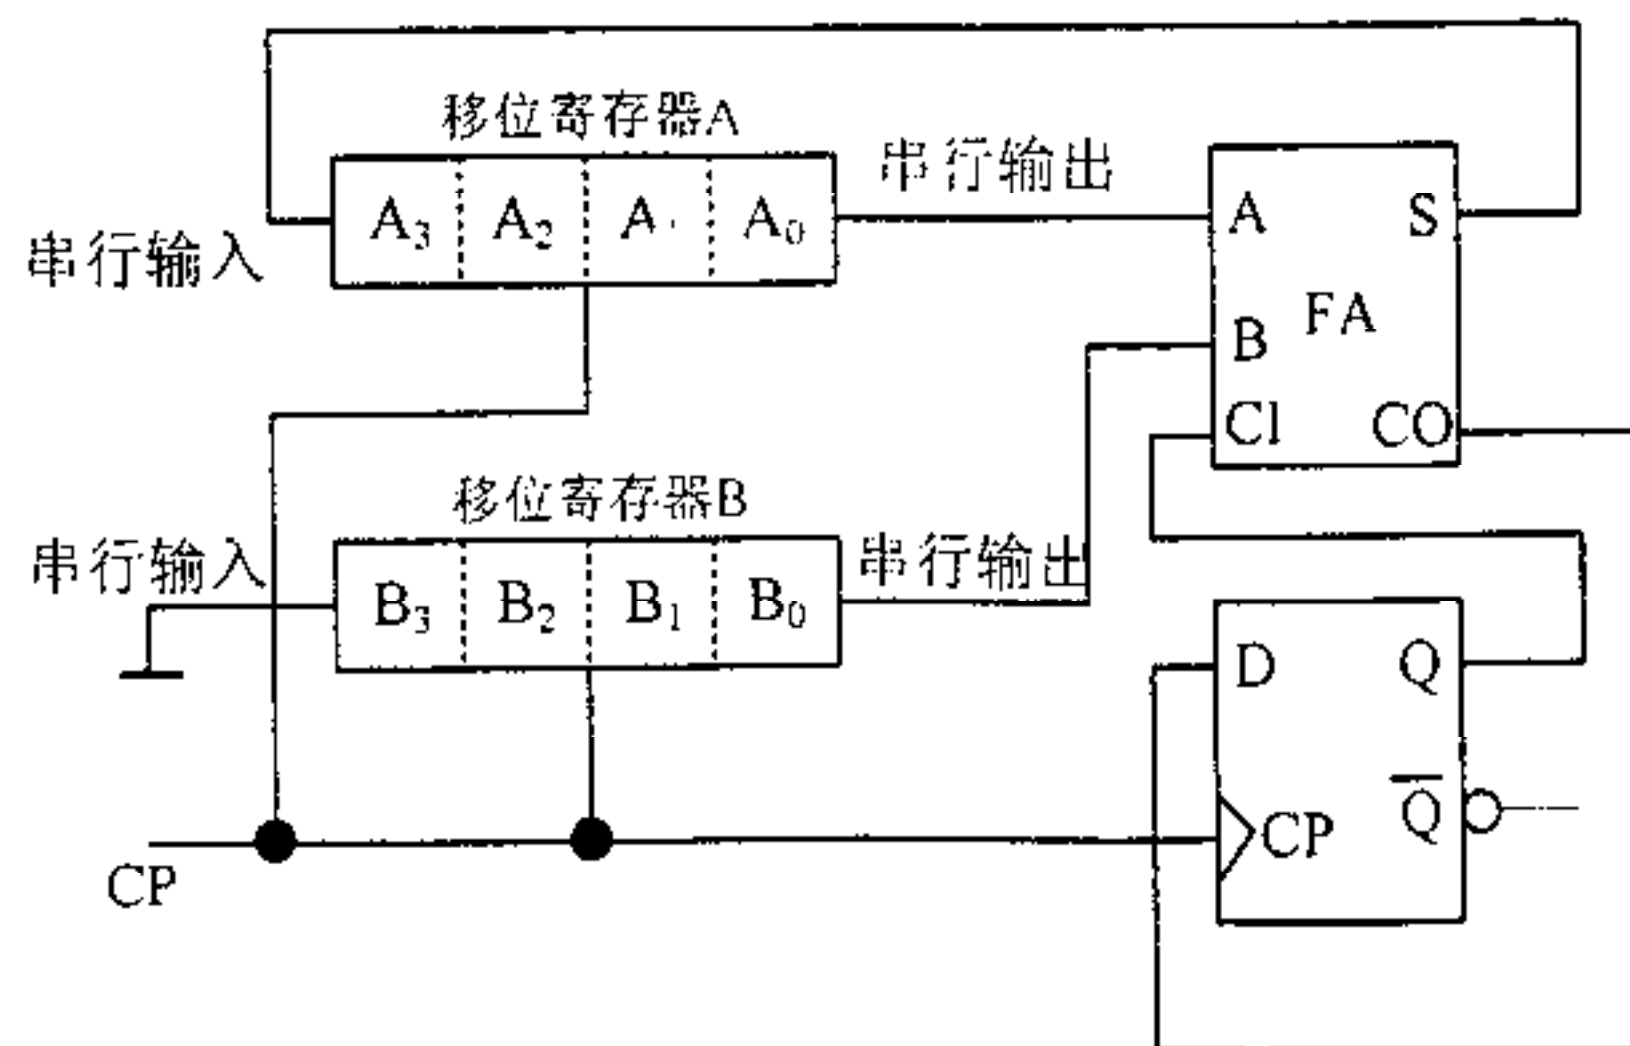 移位寄存器A
串行输出
A₃ A₂ A A₀
串行输入
A S
FA
B
CI CO
移位寄存器B
串行输入
串行输出
B₃ B₂ B₁ B₀
D Q
CP Q̅
CP